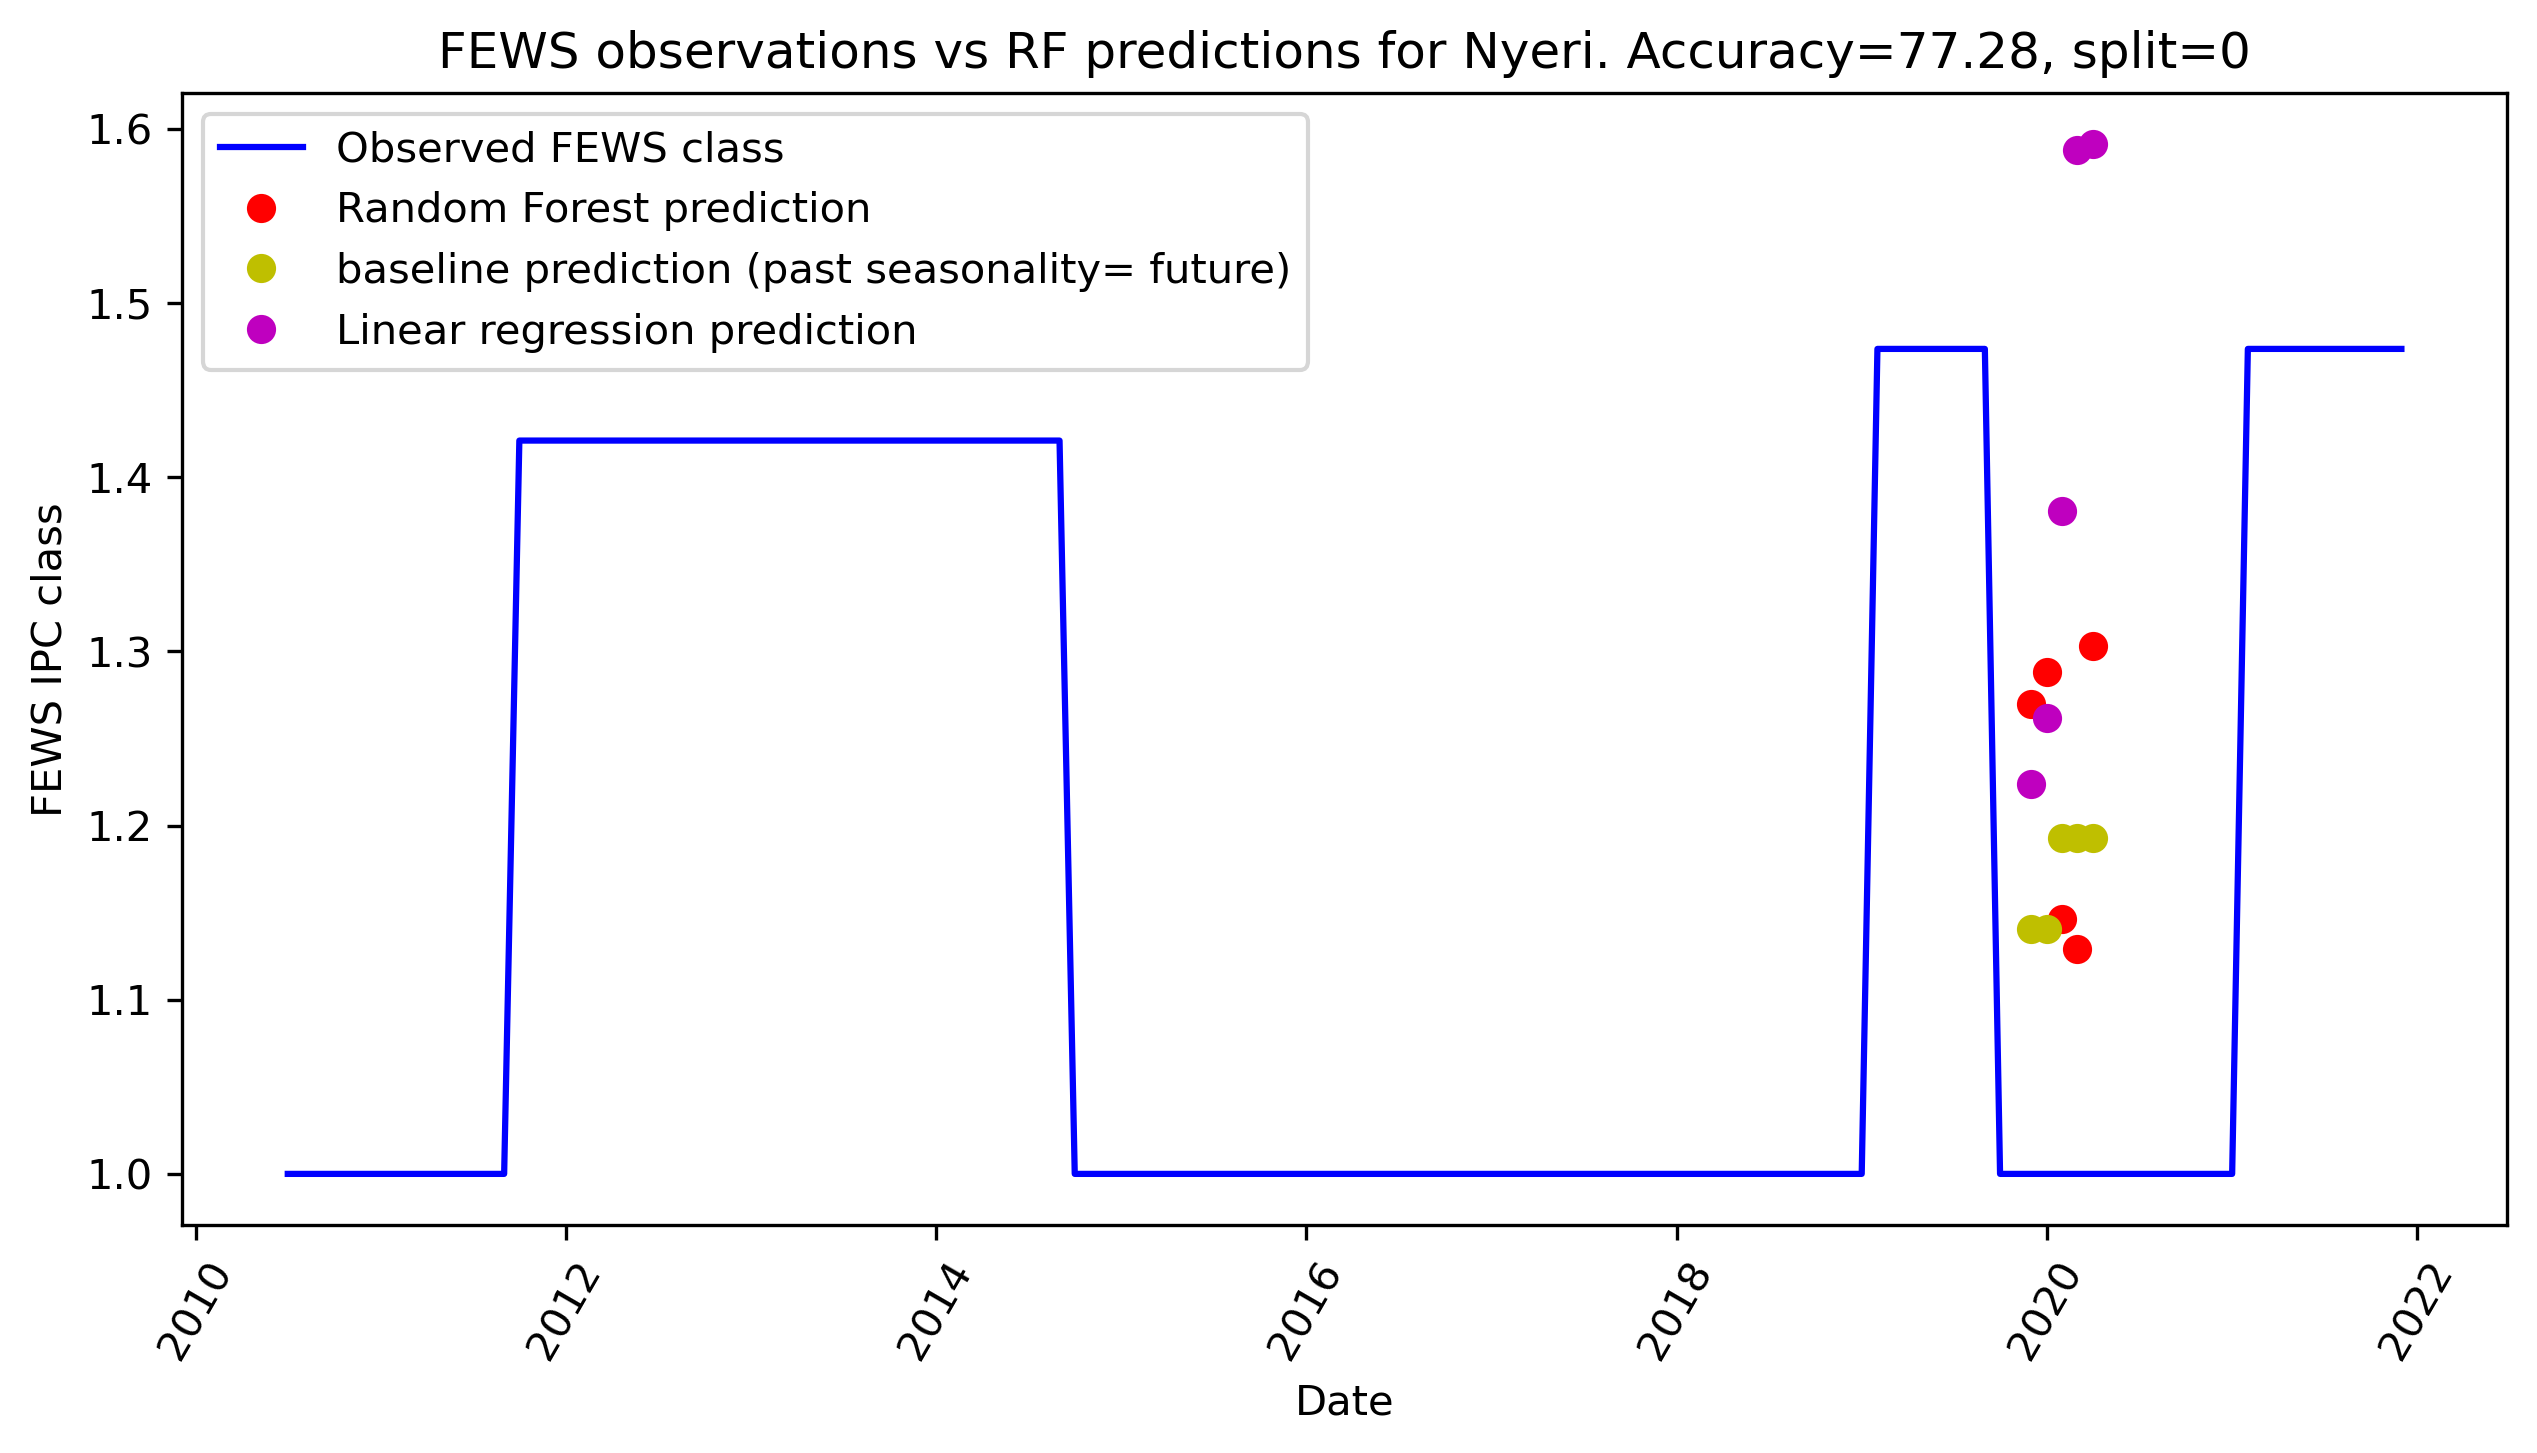 FEWS observations vs RF predictions for Nyeri. Accuracy=77.28, split=0
Observed FEWS class
Random Forest prediction
baseline prediction (past seasonality= future)
Linear regression prediction
FEWS IPC class
1.6
1.5
1.4
1.3
1.2
1.1
1.0
2010
2012
2014
2016
2018
2020
2022
Date